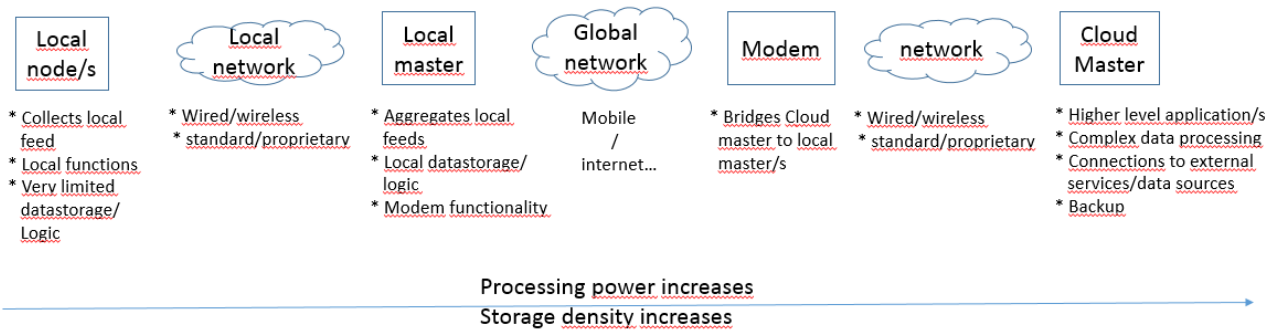 Local
node/s
* Collects local
feed
* Local functions
* Very limited
datastorage/
Logic
Local
network
* Wired/wireless
* standard/proprietary
Local
master
* Aggregates local
feeds
* Local datastorage/
logic
* Modem functionality
Global
network
Mobile
/
internet...
Modem
* Bridges Cloud
master to local
master/s
network
* Wired/wireless
* standard/proprietary
Cloud
Master
* Higher level application/s
* Complex data processing
* Connections to external
services/data sources
* Backup
Processing power increases
Storage density increases